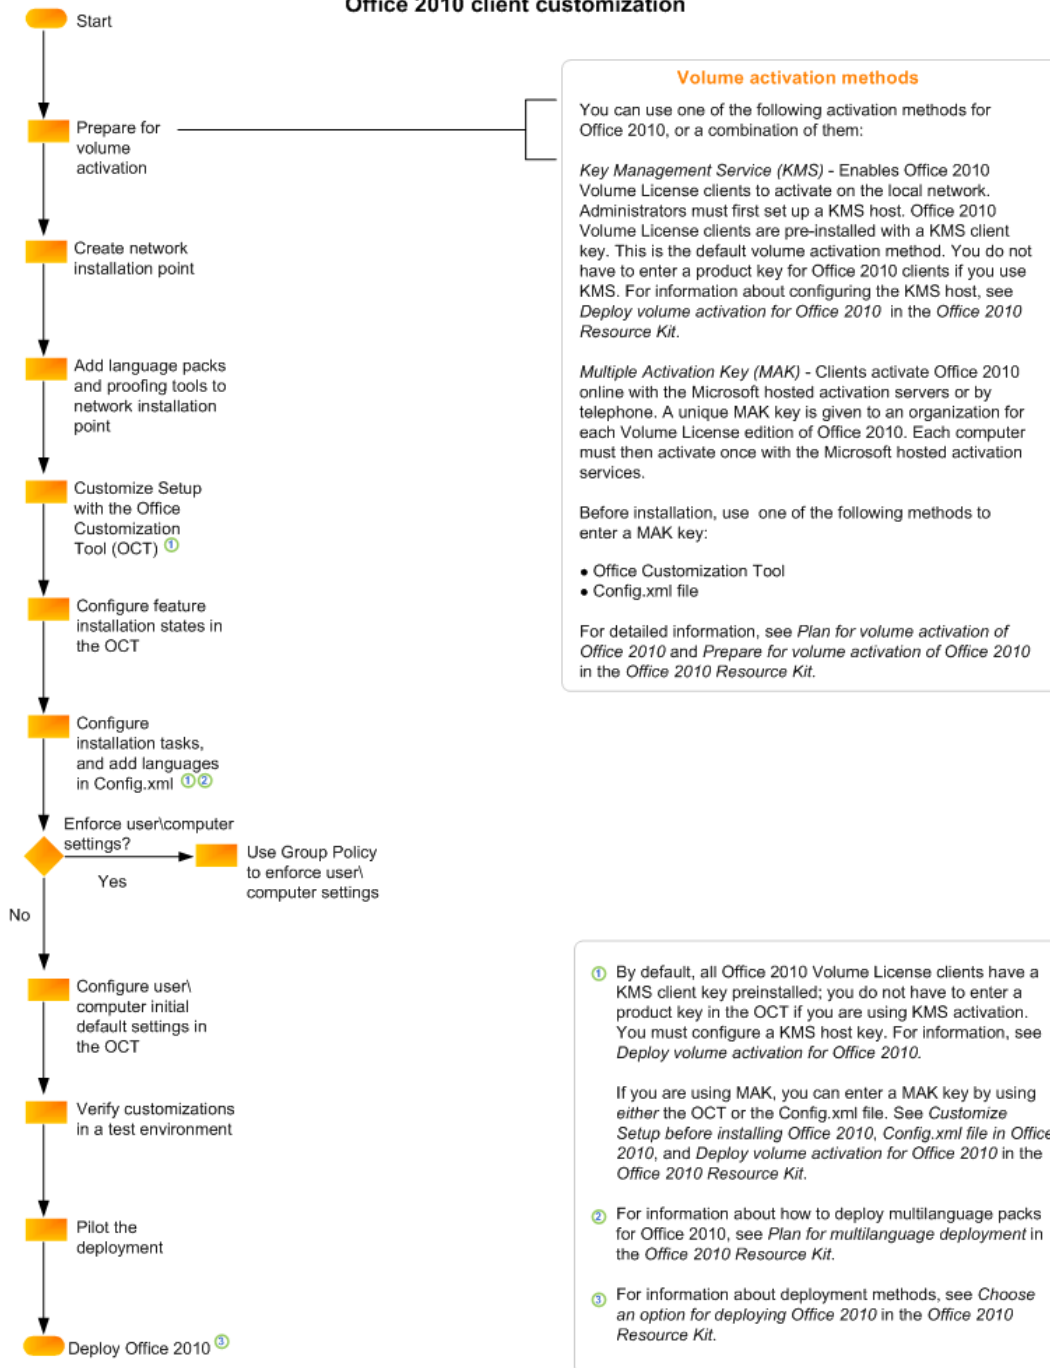 Office 2010 client customization
Start
Prepare for
volume
activation
Create network
installation point
Add language packs
and proofing tools to
network installation
point
Customize Setup
with the Office
Customization
Tool (OCT) 1
Configure feature
installation states in
the OCT
Configure
installation tasks,
and add languages
in Config.xml 1 2
Enforce user\computer
settings?
Yes
Use Group Policy
to enforce user\
computer settings
No
Configure user\
computer initial
default settings in
the OCT
Verify customizations
in a test environment
Pilot the
deployment
Deploy Office 2010 3
Volume activation methods
You can use one of the following activation methods for
Office 2010, or a combination of them:
Key Management Service (KMS) - Enables Office 2010
Volume License clients to activate on the local network.
Administrators must first set up a KMS host. Office 2010
Volume License clients are pre-installed with a KMS client
key. This is the default volume activation method. You do not
have to enter a product key for Office 2010 clients if you use
KMS. For information about configuring the KMS host, see
Deploy volume activation for Office 2010 in the Office 2010
Resource Kit.
Multiple Activation Key (MAK) - Clients activate Office 2010
online with the Microsoft hosted activation servers or by
telephone. A unique MAK key is given to an organization for
each Volume License edition of Office 2010. Each computer
must then activate once with the Microsoft hosted activation
services.
Before installation, use one of the following methods to
enter a MAK key:
● Office Customization Tool
● Config.xml file
For detailed information, see Plan for volume activation of
Office 2010 and Prepare for volume activation of Office 2010
in the Office 2010 Resource Kit.
1 By default, all Office 2010 Volume License clients have a
KMS client key preinstalled; you do not have to enter a
product key in the OCT if you are using KMS activation.
You must configure a KMS host key. For information, see
Deploy volume activation for Office 2010.
If you are using MAK, you can enter a MAK key by using
either the OCT or the Config.xml file. See Customize
Setup before installing Office 2010, Config.xml file in Office
2010, and Deploy volume activation for Office 2010 in the
Office 2010 Resource Kit.
2 For information about how to deploy multilanguage packs
for Office 2010, see Plan for multilanguage deployment in
the Office 2010 Resource Kit.
3 For information about deployment methods, see Choose
an option for deploying Office 2010 in the Office 2010
Resource Kit.